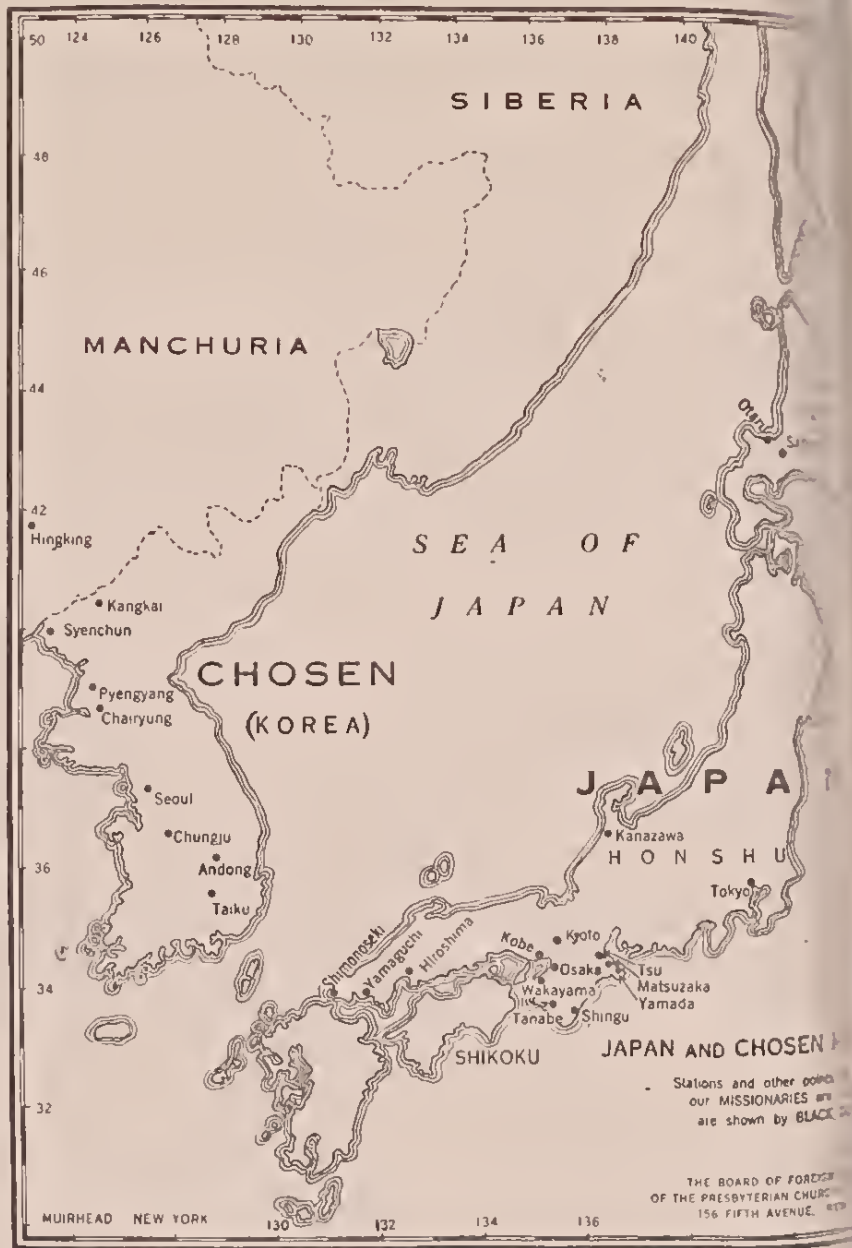 50 124 126 128 130 132 134 136 138 140
SIBERIA
48
46
MANCHURIA
44
Otaru
42
Hingking
SEA OF
JAPAN
Kangkai
Syenchun
CHOSEN
(KOREA)
Pyengyang
Chairyung
JAPA
Seoul
Chungju
Kanazawa
HONSHU
36
Andong
Tokyo
Taiku
Shimonoseki
Yamaguchi
Hiroshima
Kobe
Kyoto
Osaka
Tsu
34
Wakayama
Matsuzaka
Yamada
Tanabe
Shingu
SHIKOKU
JAPAN AND CHOSEN
Stations and other
our MISSIONARIES
32
are shown by BLACK
THE BOARD OF
OF THE PRESBYTERIAN
156 FIFTH AVENUE.
MUIRHEAD NEW YORK
130 132 134 136